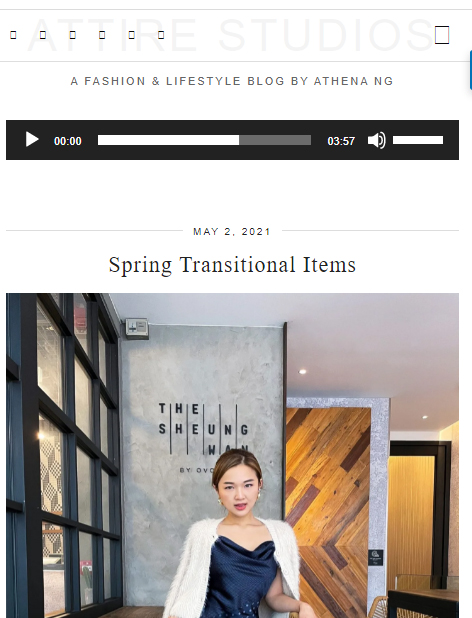 ATTIRE STUDIOS
A FASHION & LIFESTYLE BLOG BY ATHENA NG
00:00 03:57
MAY 2, 2021
Spring Transitional Items
THE
SHEUNG
WAN
BY OVO